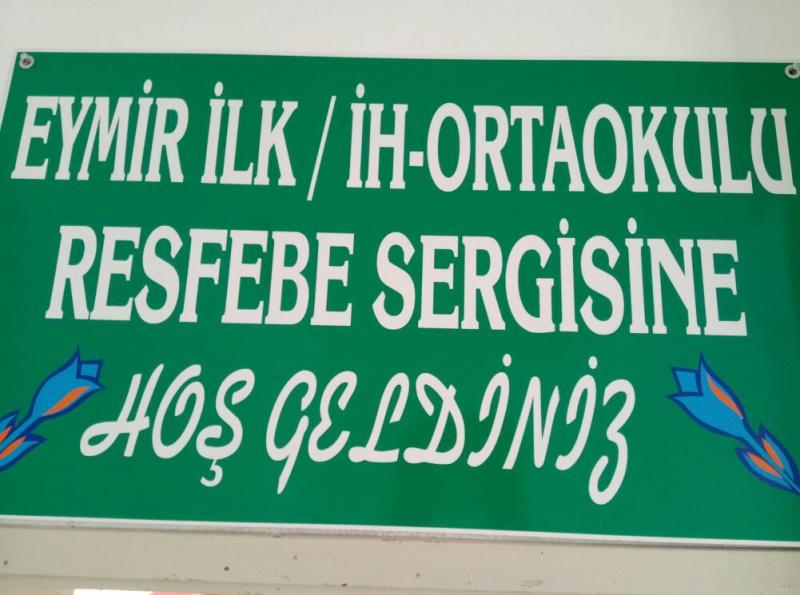 EYMİR İLK / İH-ORTAOKULU
RESFEBE SERGİSİNE
HOŞ GELDİNİZ